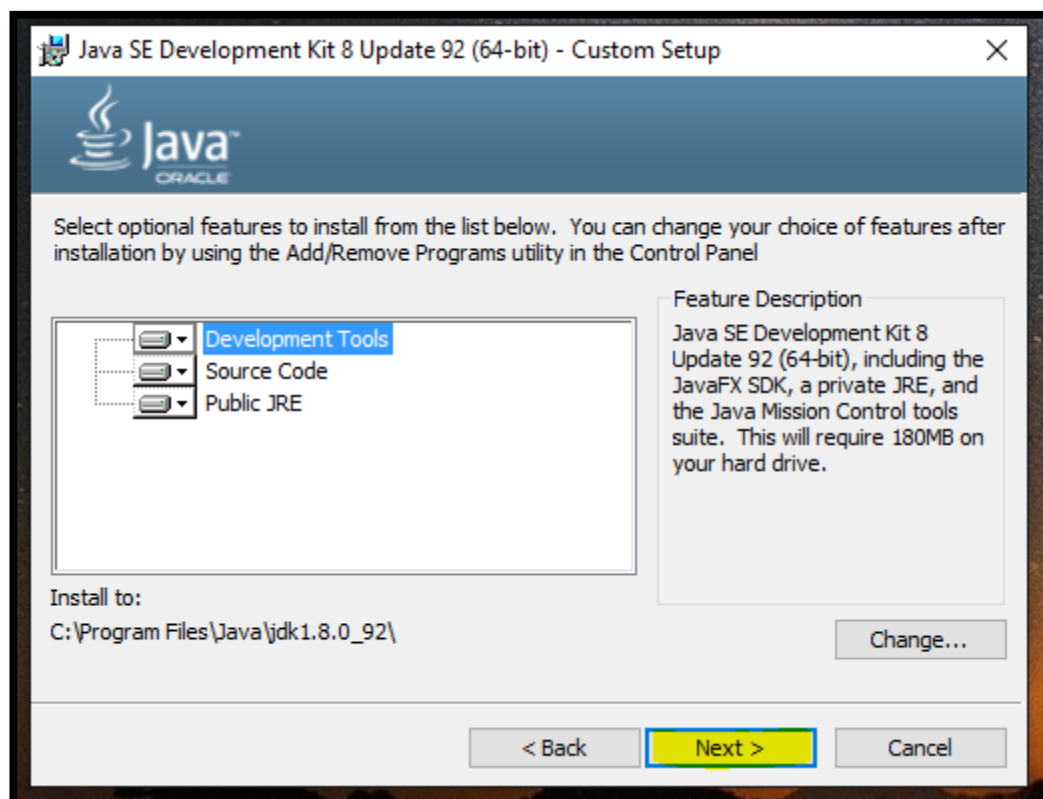 Java SE Development Kit 8 Update 92 (64-bit) - Custom Setup
Java™
ORACLE
Select optional features to install from the list below.  You can change your choice of features after
installation by using the Add/Remove Programs utility in the Control Panel
Development Tools
Source Code
Public JRE
Feature Description
Java SE Development Kit 8
Update 92 (64-bit), including the
JavaFX SDK, a private JRE, and
the Java Mission Control tools
suite.  This will require 180MB on
your hard drive.
Install to:
C:\Program Files\Java\jdk1.8.0_92\
Change...
< Back
Next >
Cancel